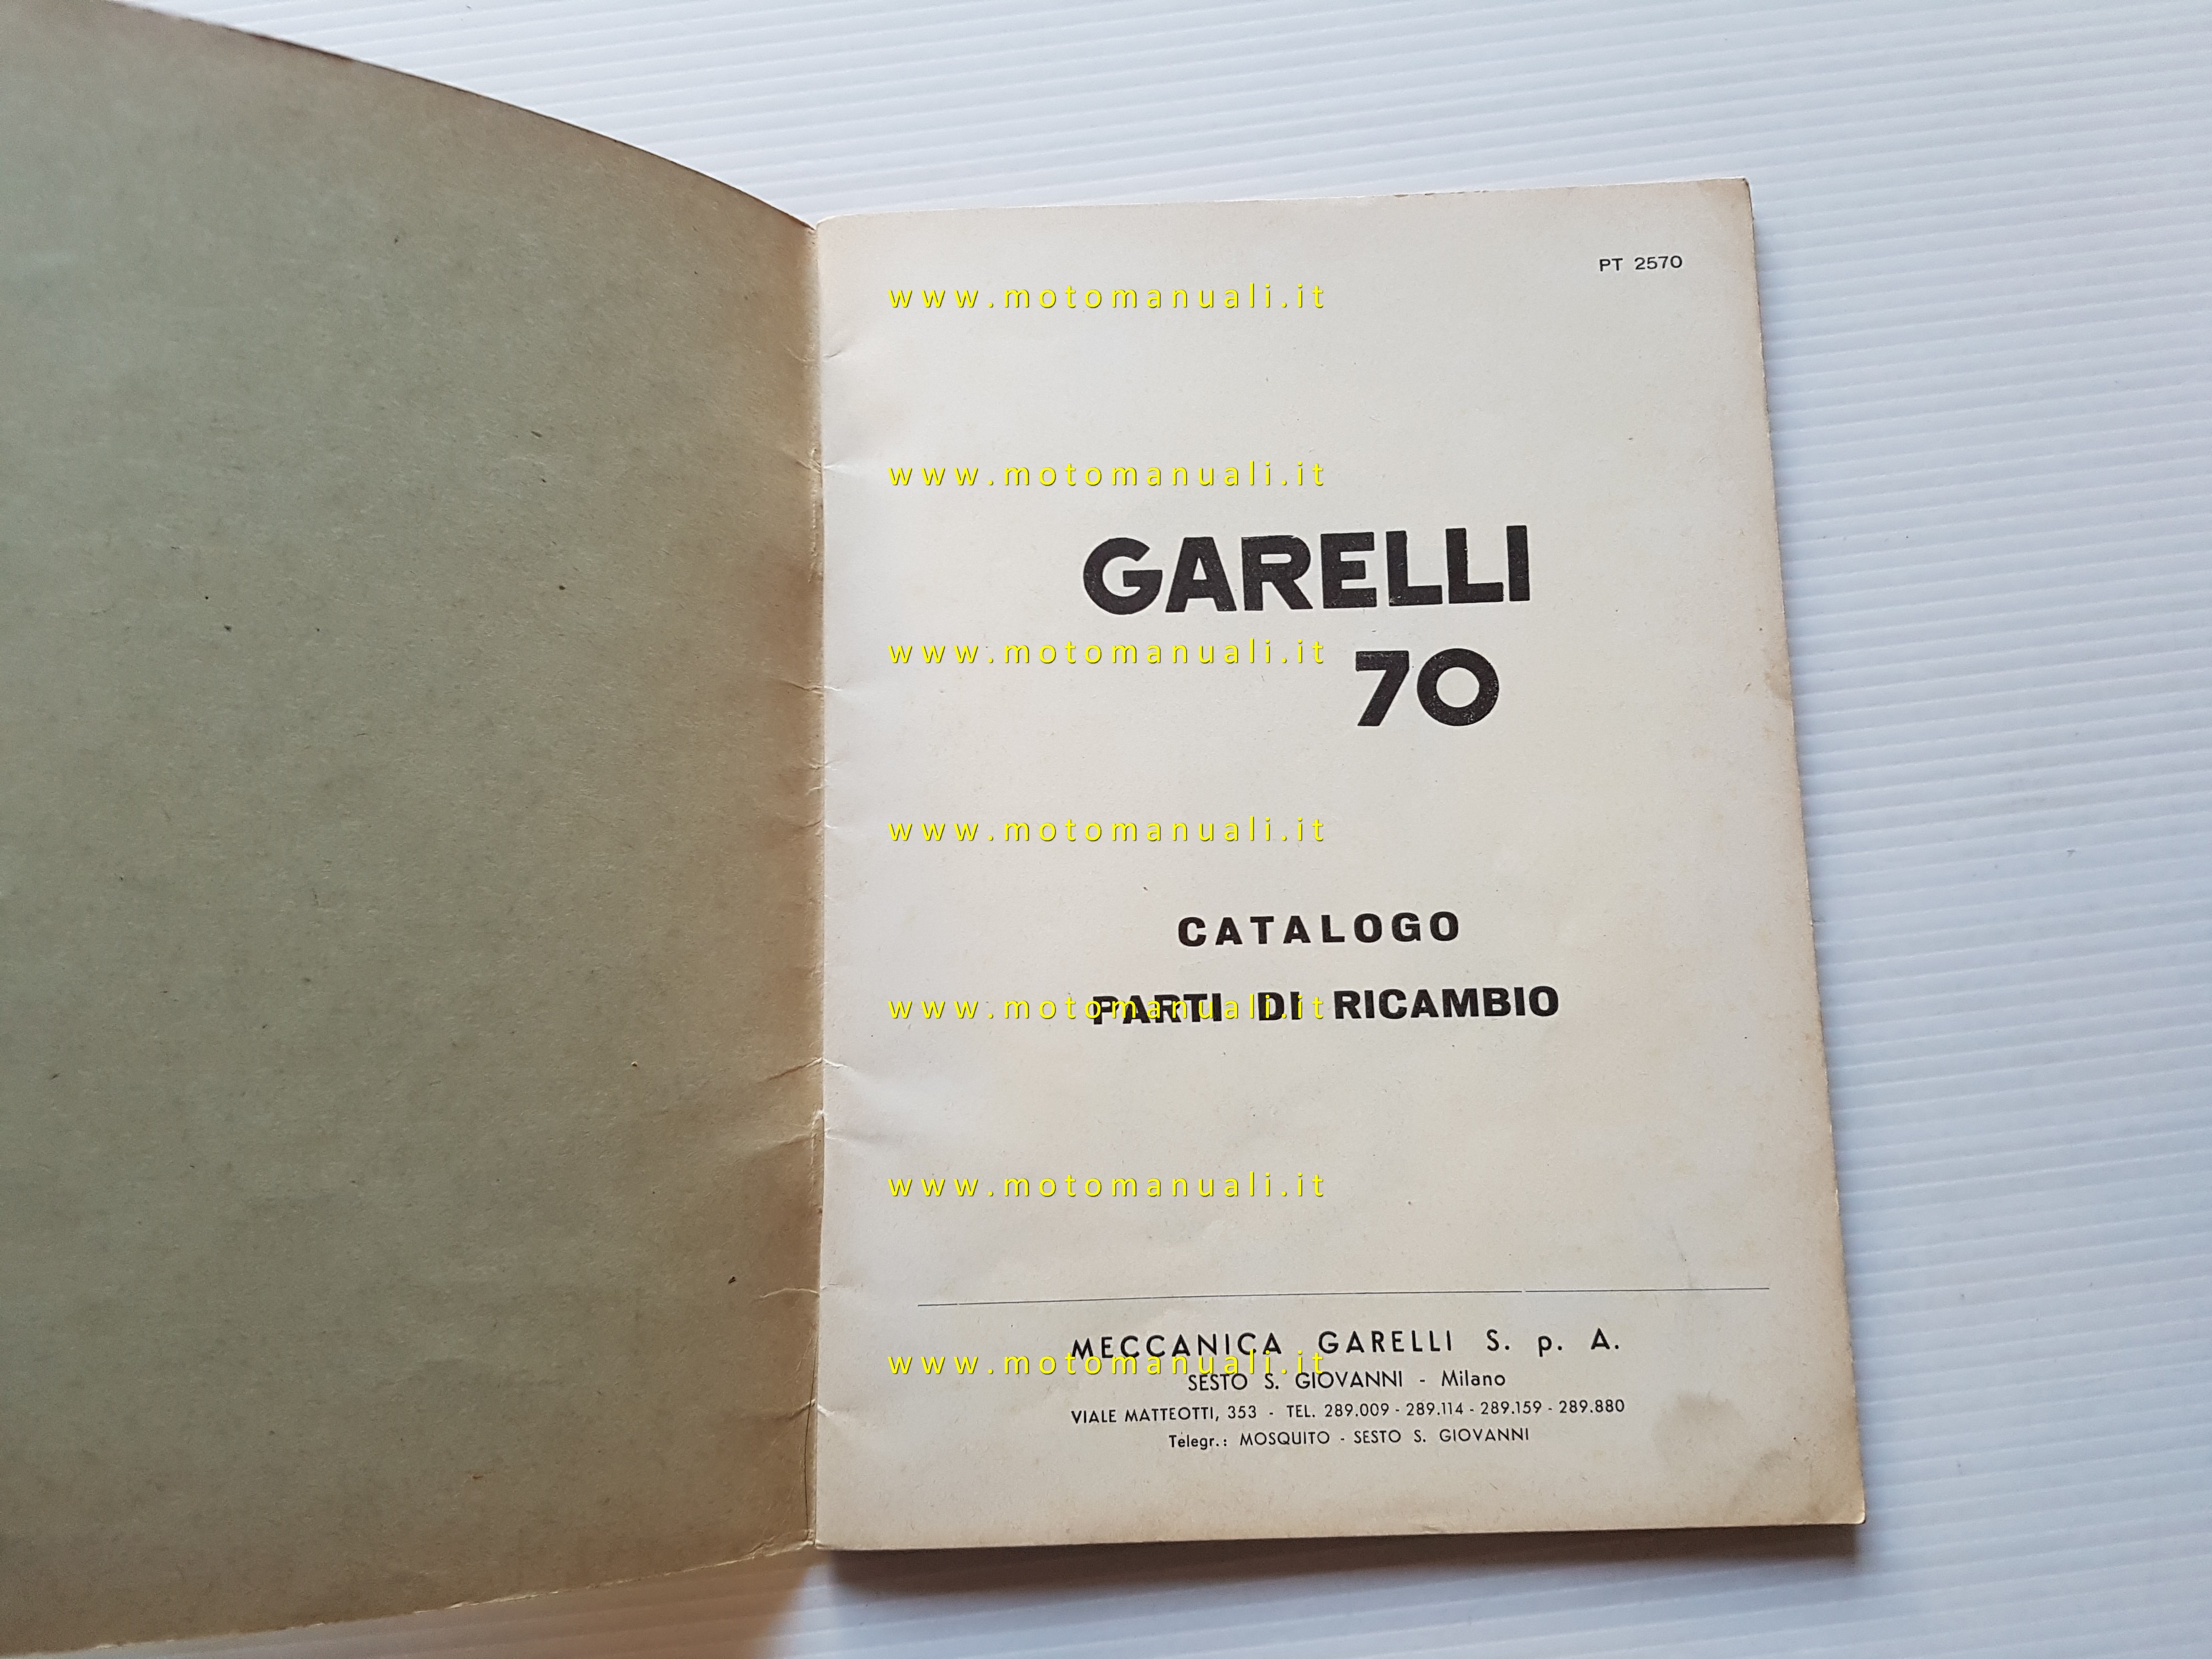 PT 2570
www.motomanuali.it
www.motomanuali.it
GARELLI
www.motomanuali.it
70
www.motomanuali.it
CATALOGO
PARTI DI RICAMBIO
www.motomanuali.it
www.motomanuali.it
MECCANICA GARELLI S. p. A.
www.motomanuali.it
SESTO S. GIOVANNI - Milano
VIALE MATTEOTTI, 353 - TEL. 289.009 - 289.114 - 289.159 - 289.880
Telegr.: MOSQUITO - SESTO S. GIOVANNI